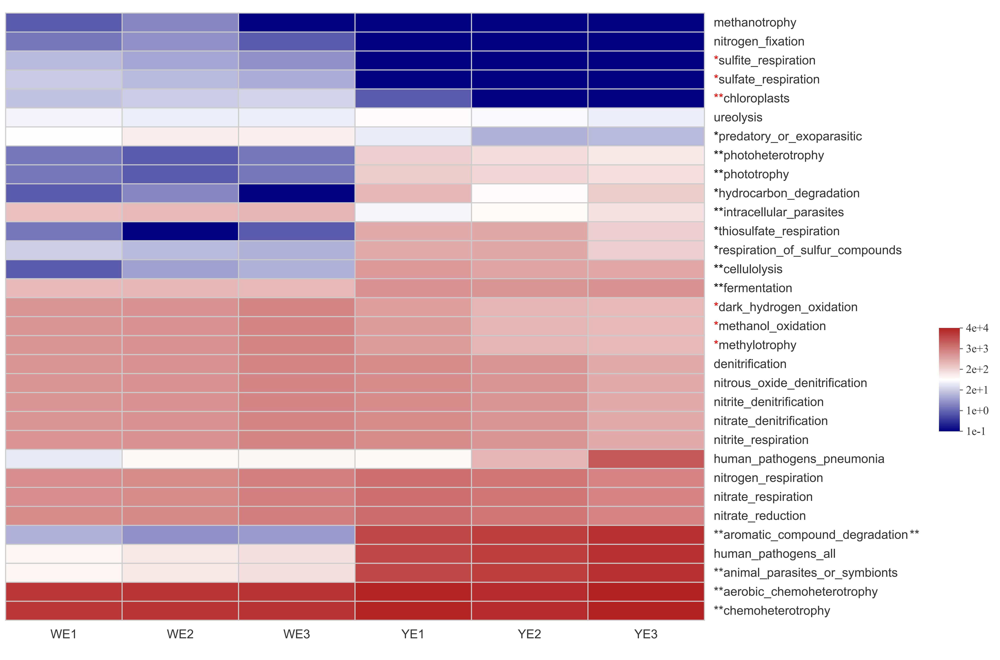 methanotrophy
nitrogen_fixation
*sulfite_respiration
*sulfate_respiration
**chloroplasts
ureolysis
*predatory_or_exoparasitic
**photoheterotrophy
**phototrophy
*hydrocarbon_degradation
**intracellular_parasites
*thiosulfate_respiration
*respiration_of_sulfur_compounds
**cellulolysis
**fermentation
*dark_hydrogen_oxidation
*methanol_oxidation
*methylotrophy
denitrification
nitrous_oxide_denitrification
nitrite_denitrification
nitrate_denitrification
nitrite_respiration
human_pathogens_pneumonia
nitrogen_respiration
nitrate_respiration
nitrate_reduction
**aromatic_compound_degradation**
human_pathogens_all
**animal_parasites_or_symbionts
**aerobic_chemoheterotrophy
**chemoheterotrophy
4e+4
3e+3
2e+2
2e+1
1e+0
1e-1
WE1 WE2 WE3 YE1 YE2 YE3